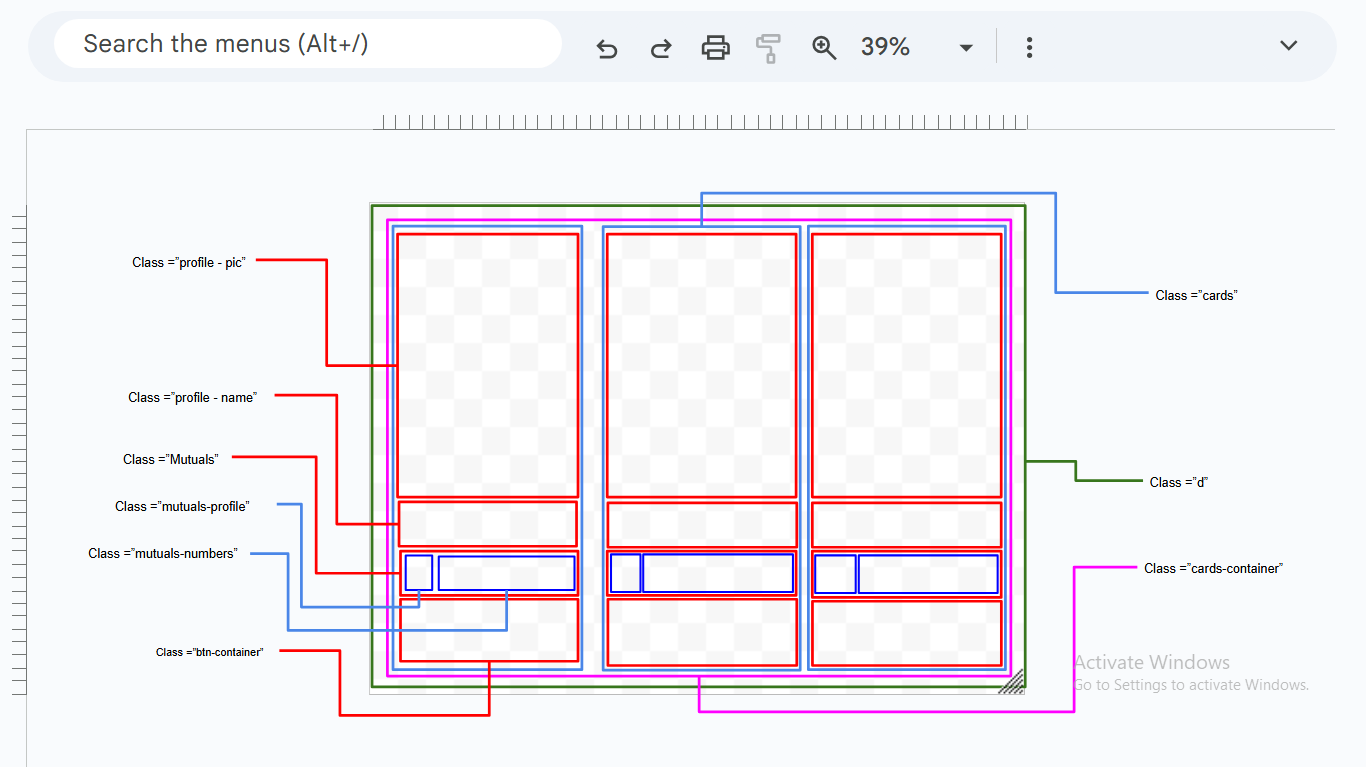 Search the menus (Alt+/)
39%
Class =”profile - pic”
Class =”cards”
Class =”profile - name”
Class =”Mutuals”
Class =”d”
Class =”mutuals-profile”
Class =”mutuals-numbers”
Class =”cards-container”
Class =”btn-container”
Activate Windows
Go to Settings to activate Windows.